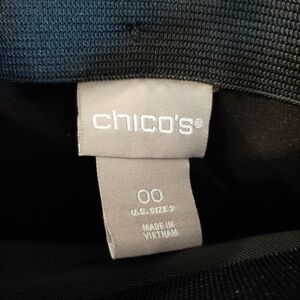 chico's®
00
U.S. SIZE 2
MADE IN
VIETNAM